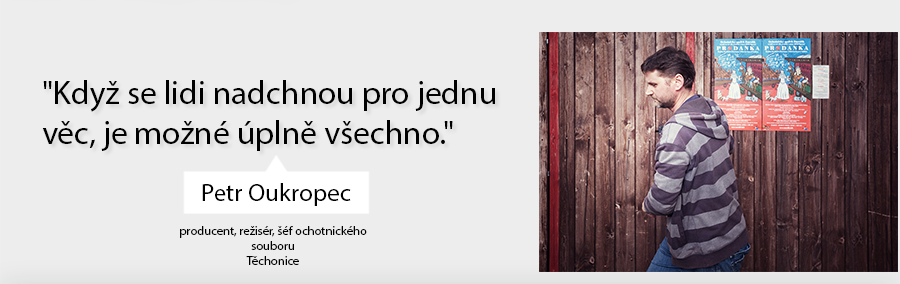 "Když se lidi nadchnou pro jednu
věc, je možné úplně všechno."
Petr Oukropec
producent, režisér, šéf ochotnického
souboru
Těchonice
PRODANKA
PRODANKA